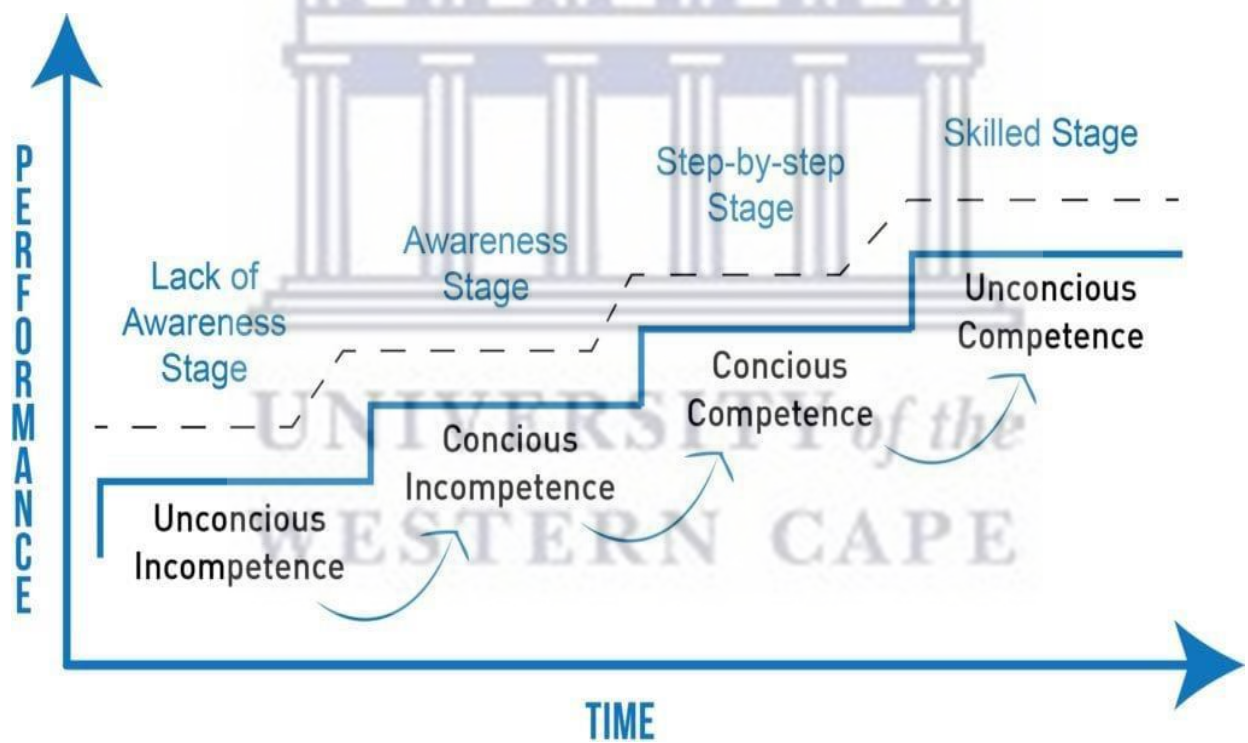 PERFORMANCE
Skilled Stage
Step-by-step
Stage
Awareness
Stage
Lack of
Awareness
Stage
Unconcious
Competence
Concious
Competence
Concious
Incompetence
Unconcious
Incompetence
UNIVERSITY of the
WESTERN CAPE
TIME